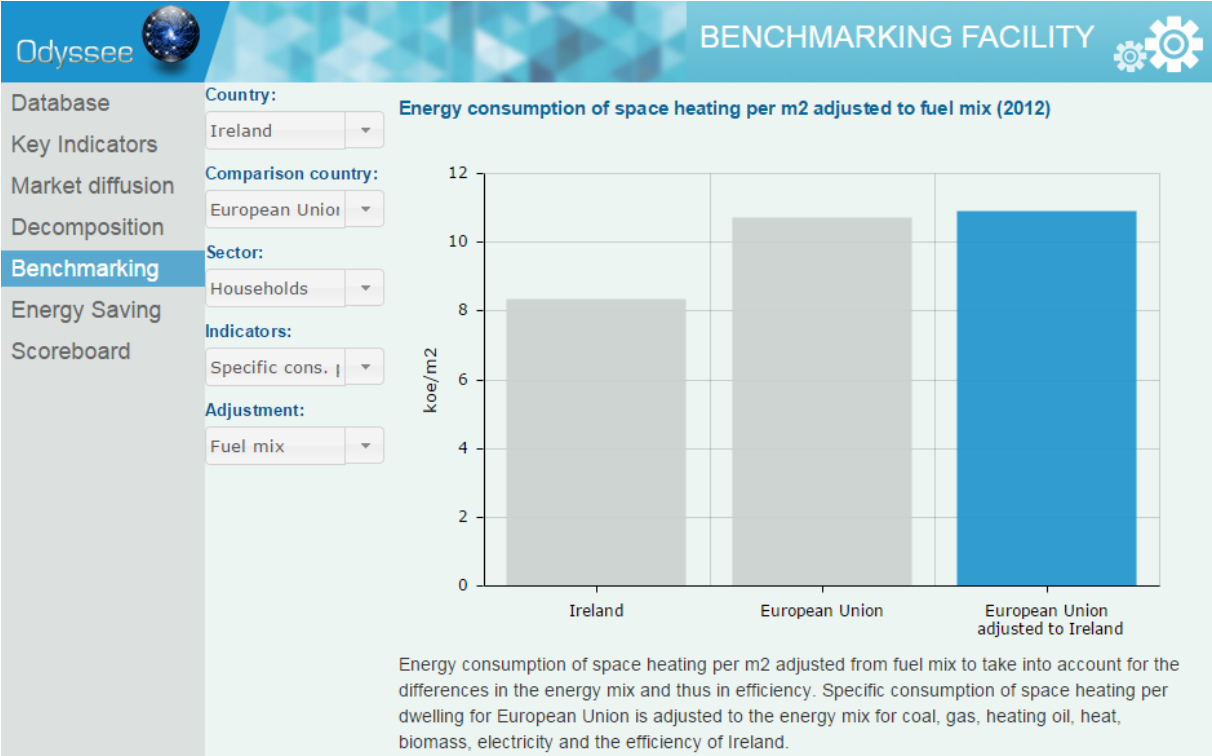 Odyssee
BENCHMARKING FACILITY
Database
Key Indicators
Market diffusion
Decomposition
Benchmarking
Energy Saving
Scoreboard
Country:
Ireland
Comparison country:
European Union
Sector:
Households
Indicators:
Specific cons. p
Adjustment:
Fuel mix
Energy consumption of space heating per m2 adjusted to fuel mix (2012)
12
10
8
6
4
2
0
koe/m2
Ireland
European Union
European Union
adjusted to Ireland
Energy consumption of space heating per m2 adjusted from fuel mix to take into account for the
differences in the energy mix and thus in efficiency. Specific consumption of space heating per
dwelling for European Union is adjusted to the energy mix for coal, gas, heating oil, heat,
biomass, electricity and the efficiency of Ireland.